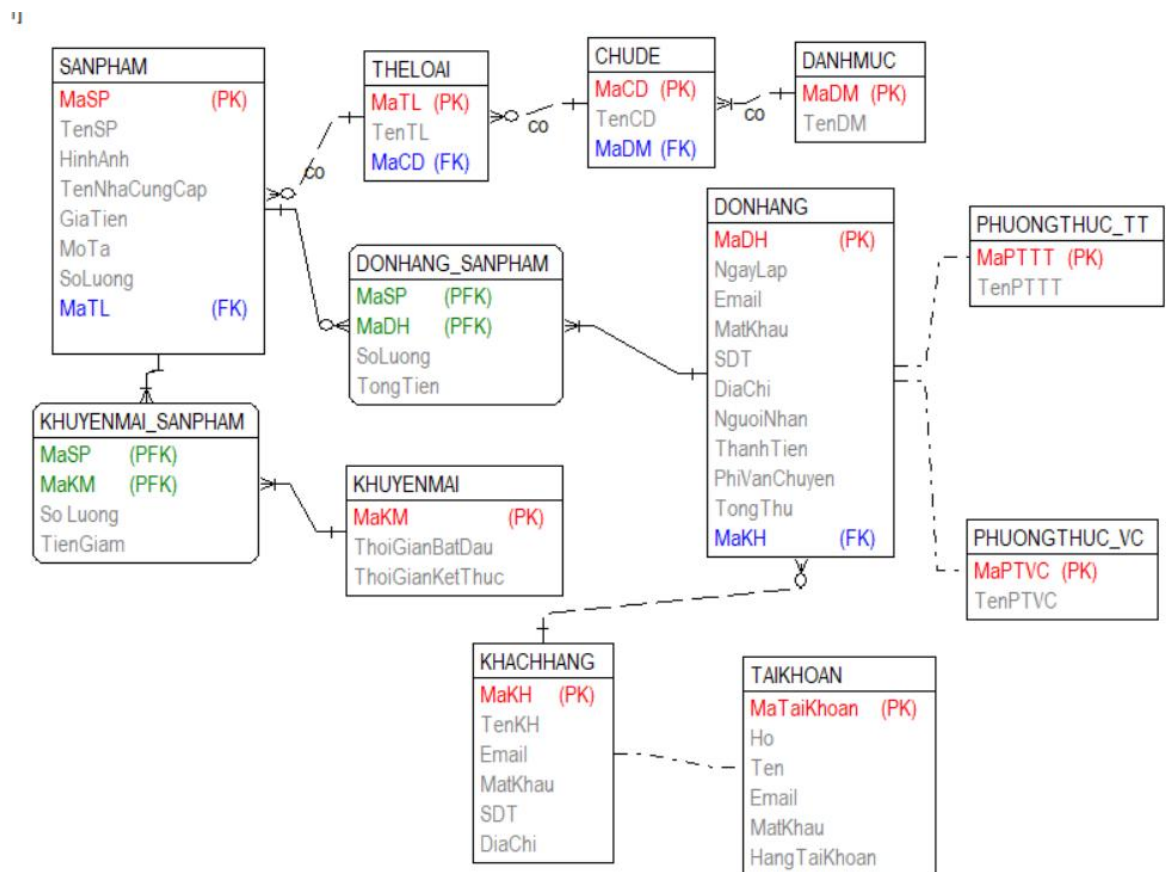 SANPHAM
MaSP (PK)
TenSP
HinhAnh
TenNhaCungCap
GiaTien
MoTa
SoLuong
MaTL (FK)
THELOAI
MaTL (PK)
TenTL
MaCD (FK)
CHUDE
MaCD (PK)
TenCD
MaDM (FK)
DANHMUC
MaDM (PK)
TenDM
co
co
co
DONHANG_SANPHAM
MaSP (PFK)
MaDH (PFK)
SoLuong
TongTien
DONHANG
MaDH (PK)
NgayLap
Email
MatKhau
SDT
DiaChi
NguoiNhan
ThanhTien
PhiVanChuyen
TongThu
MaKH (FK)
PHUONGTHUC_TT
MaPTTT (PK)
TenPTTT
KHUYENMAI_SANPHAM
MaSP (PFK)
MaKM (PFK)
So Luong
TienGiam
KHUYENMAI
MaKM (PK)
ThoiGianBatDau
ThoiGianKetThuc
PHUONGTHUC_VC
MaPTVC (PK)
TenPTVC
KHACHHANG
MaKH (PK)
TenKH
Email
MatKhau
SDT
DiaChi
TAIKHOAN
MaTaiKhoan (PK)
Ho
Ten
Email
MatKhau
HangTaiKhoan